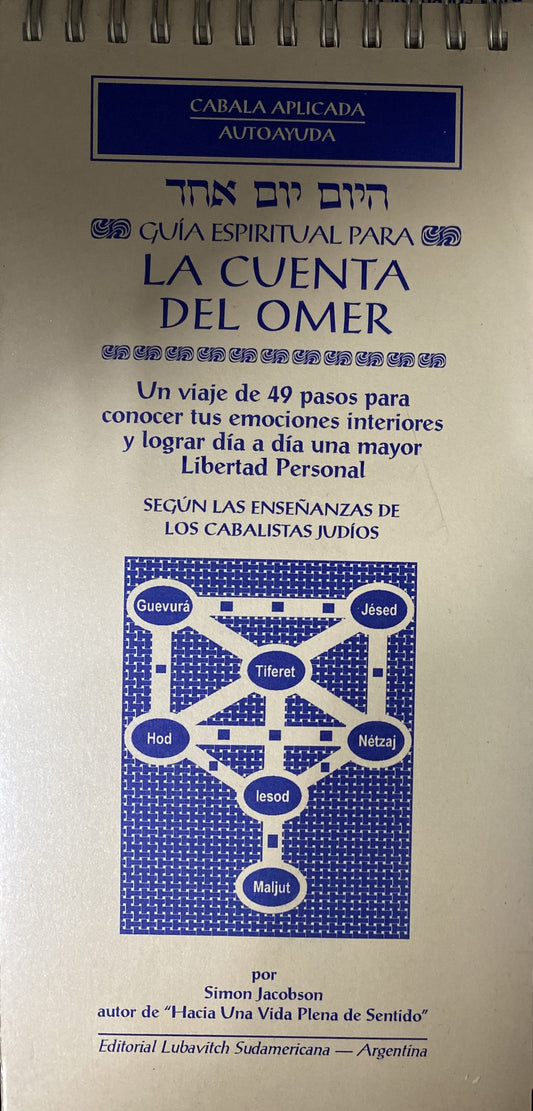 CABALA APLICADA
AUTOAYUDA
היום יום אחד
GUÍA ESPIRITUAL PARA
LA CUENTA
DEL OMER
Un viaje de 49 pasos para
conocer tus emociones interiores
y lograr día a día una mayor
Libertad Personal
SEGÚN LAS ENSEÑANZAS DE
LOS CABALISTAS JUDÍOS
Guevurá
Jésed
Tiferet
Hod
Nétzaj
Iesod
Maljut
por
Simon Jacobson
autor de “Hacia Una Vida Plena de Sentido”
Editorial Lubavitch Sudamericana — Argentina